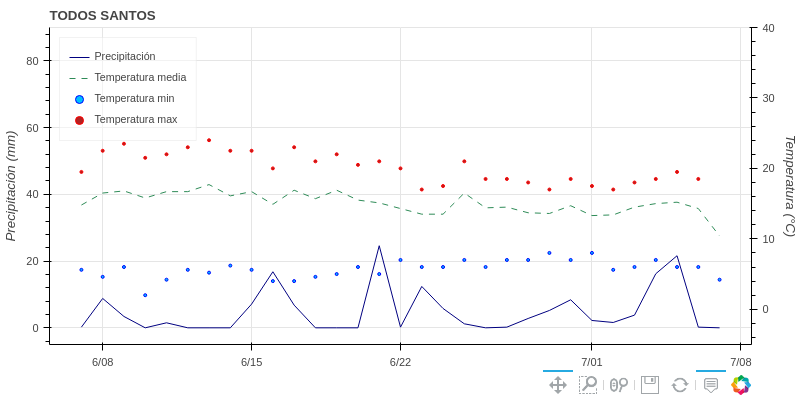 TODOS SANTOS
Precipitación
Temperatura media
Temperatura min
Temperatura max
Precipitación (mm)
80
60
40
20
0
40
30
20
10
0
Temperatura (°C)
6/08
6/15
6/22
7/01
7/08